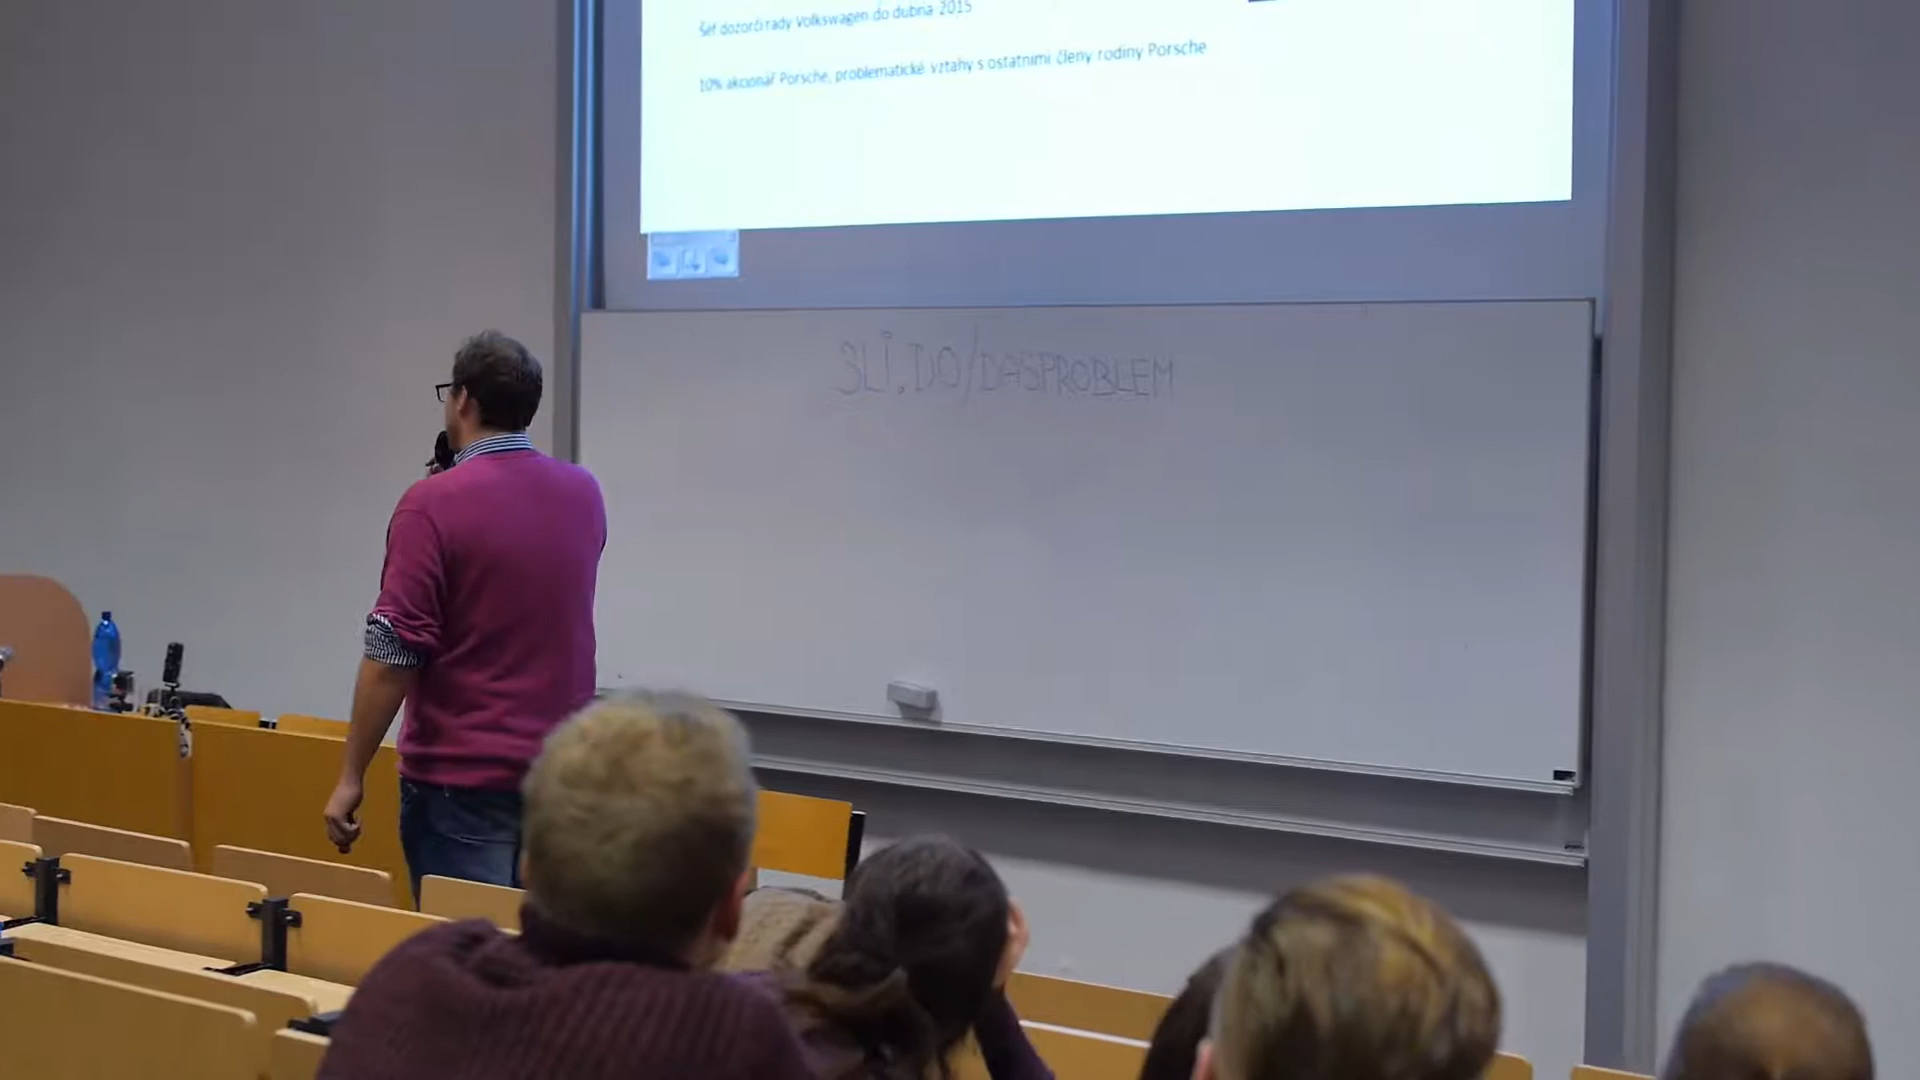 Šéf dozorčí rady Volkswagen do dubna 2015
10% akcionář Porsche, problematické vztahy s ostatními členy rodiny Porsche
SLI.DO/DASPROBLEM